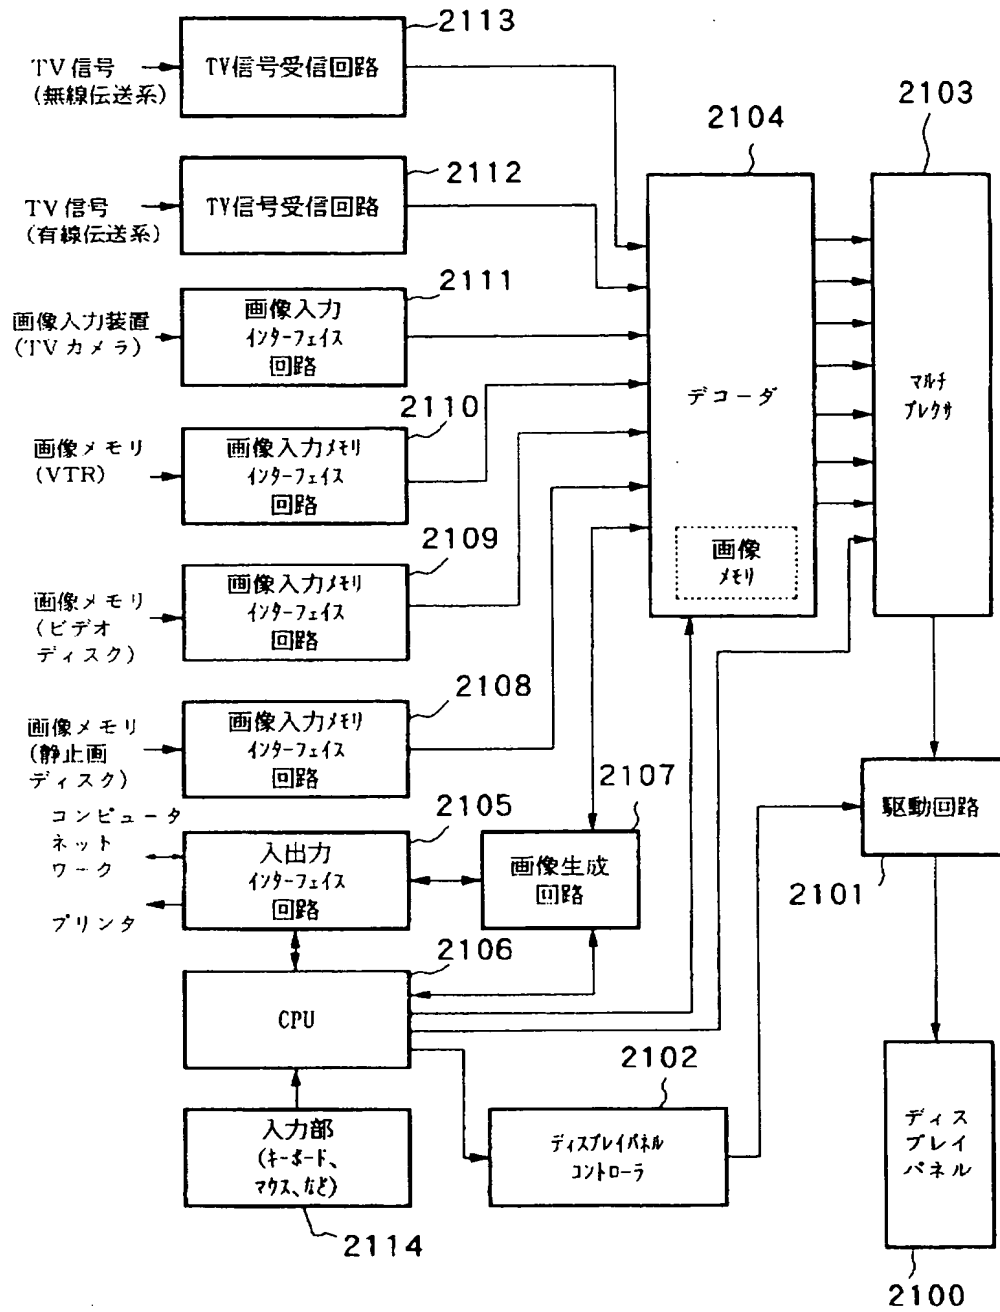 2113
TV信号
(無線伝送系)
TV信号受信回路
2112
TV信号
(有線伝送系)
TV信号受信回路
2111
画像入力装置
(TVカメラ)
画像入力
インターフェイス
回路
2110
画像メモリ
(VTR)
画像入力メモリ
インターフェイス
回路
2109
画像メモリ
(ビデオ
ディスク)
画像入力メモリ
インターフェイス
回路
2108
画像メモリ
(静止画
ディスク)
画像入力メモリ
インターフェイス
回路
2105
コンピュータ
ネット
ワーク
プリンタ
入出力
インターフェイス
回路
2107
画像生成
回路
2106
CPU
入力部
(キーボード、
マウス、など)
2114
2104
デコーダ
画像
メモリ
2103
マルチ
プレクサ
駆動回路
2101
2102
ディスプレイパネル
コントローラ
ディス
プレイ
パネル
2100